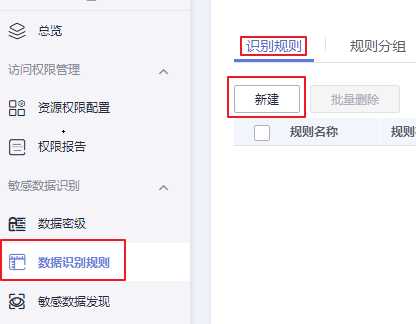 总览
访问权限管理
资源权限配置
权限报告
敏感数据识别
数据密级
数据识别规则
敏感数据发现
识别规则 规则分组
新建 批量删除
规则名称 规则